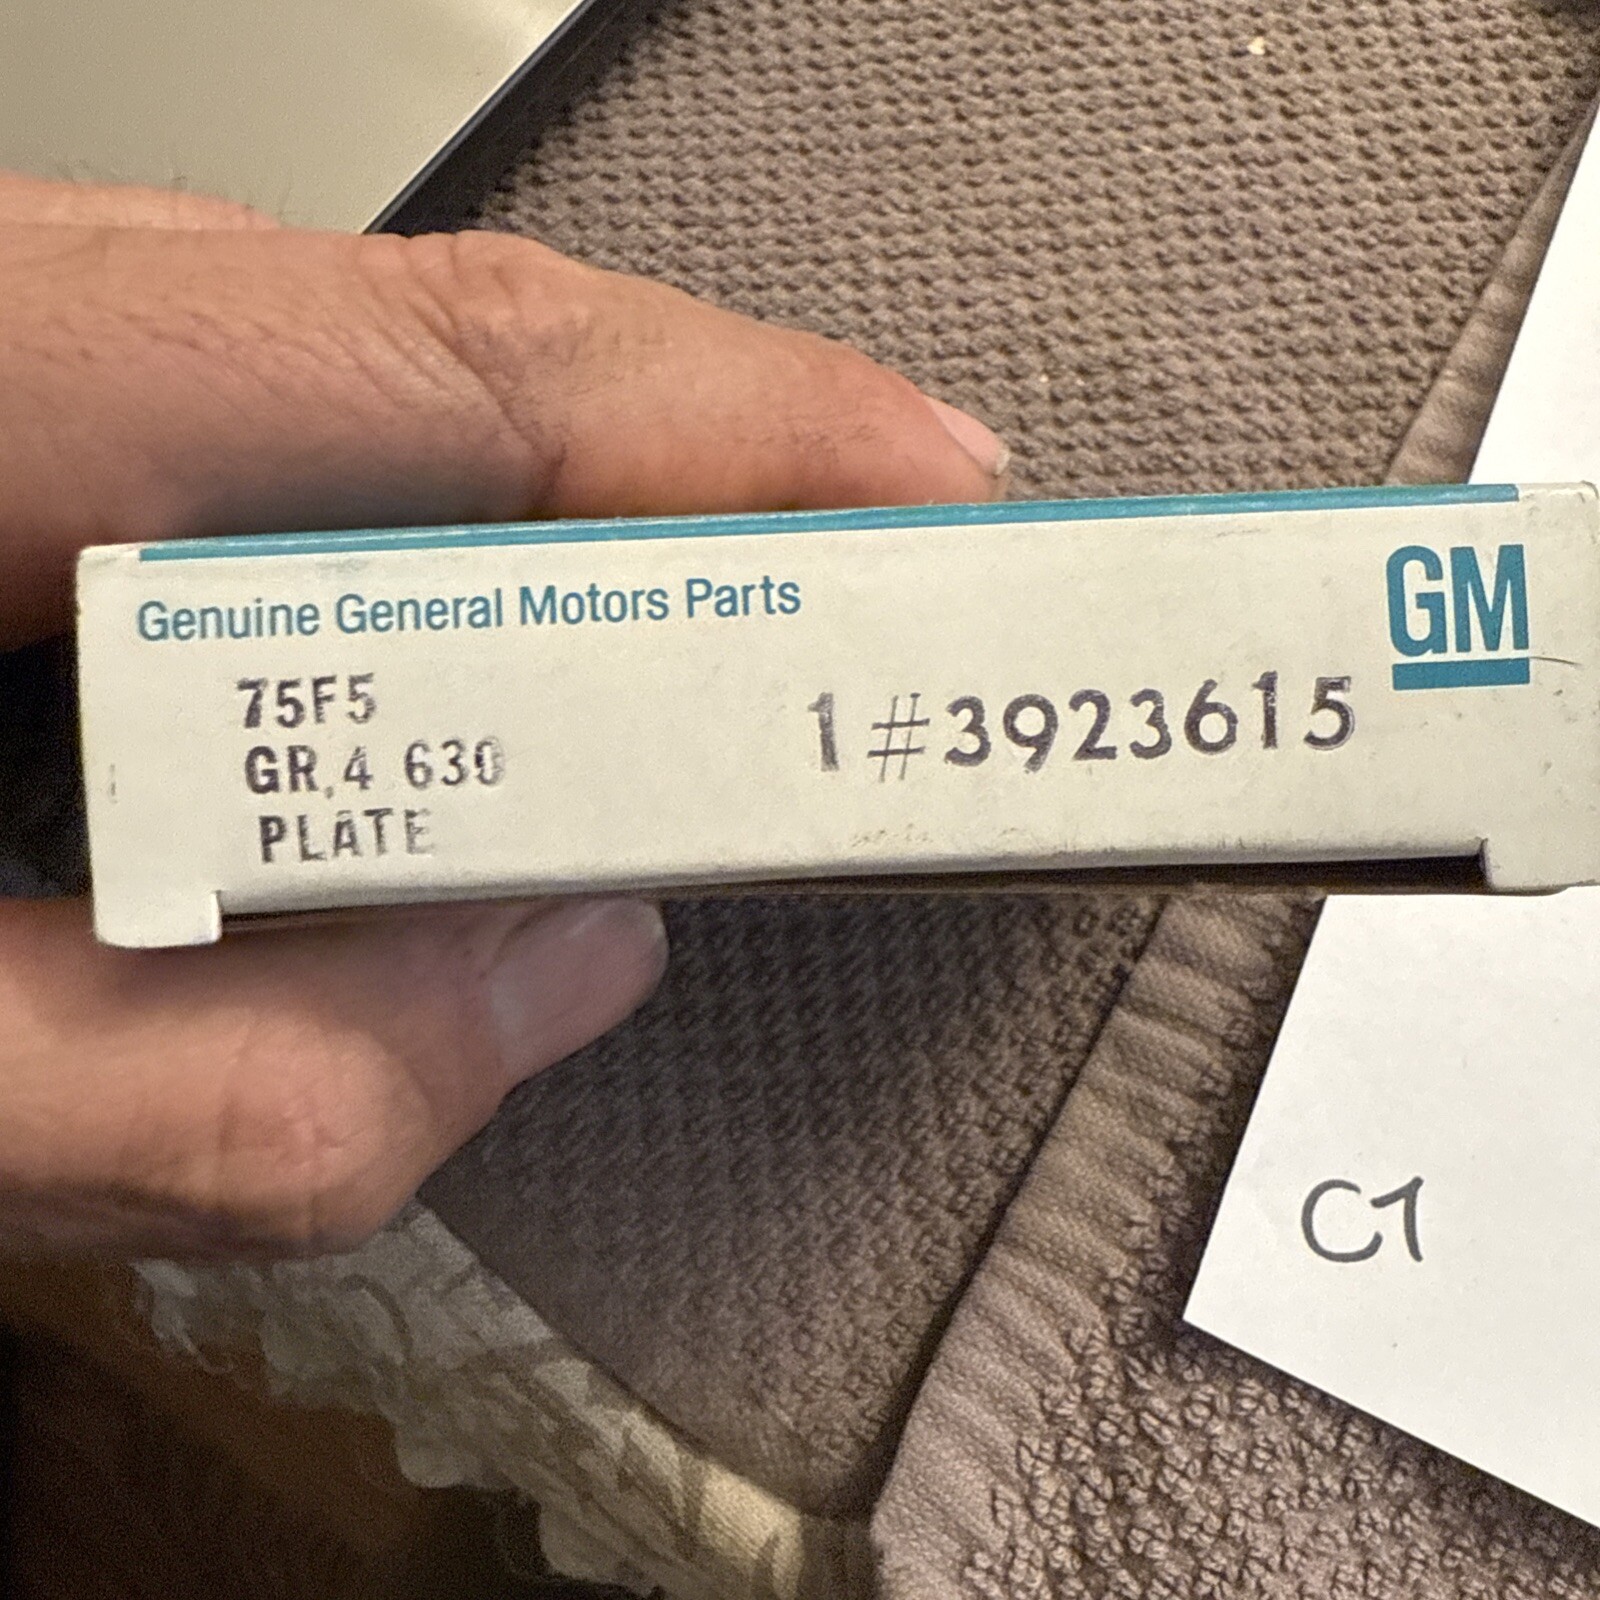 Genuine General Motors Parts
GM
75F5
GR.4 630
PLATE
1 #3923615
C1